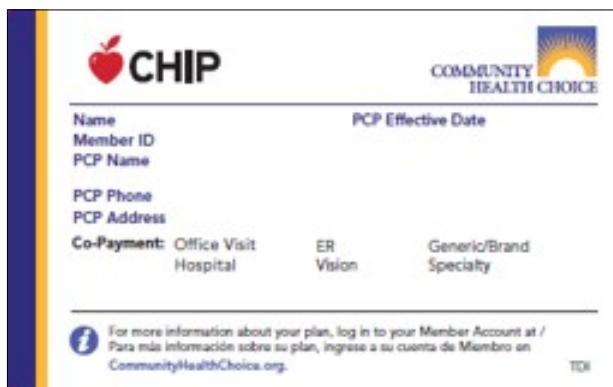 CHIP
COMMUNITY
HEALTH CHOICE
Name PCP Effective Date
Member ID
PCP Name
PCP Phone
PCP Address
Co-Payment: Office Visit ER Generic/Brand
Hospital Vision Specialty
i For more information about your plan, log in to your Member Account at /
Para más información sobre su plan, ingrese a su cuenta de Miembro en
CommunityHealthChoice.org. TDI